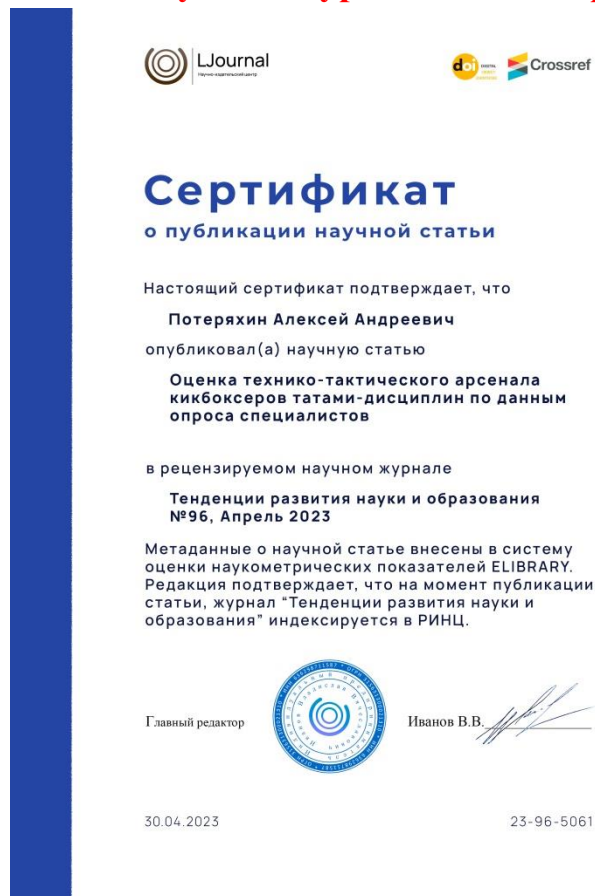 LJournal
Научно-издательский центр
doi
Crossref
Сертификат
о публикации научной статьи
Настоящий сертификат подтверждает, что
Потеряхин Алексей Андреевич
опубликовал(а) научную статью
Оценка технико-тактического арсенала
кикбоксеров татами-дисциплин по данным
опроса специалистов
в рецензируемом научном журнале
Тенденции развития науки и образования
№96, Апрель 2023
Метаданные о научной статье внесены в систему
оценки наукометрических показателей ELIBRARY.
Редакция подтверждает, что на момент публикации
статьи, журнал “Тенденции развития науки и
образования” индексируется в РИНЦ.
Главный редактор
Иванов В.В.
30.04.2023
23-96-5061